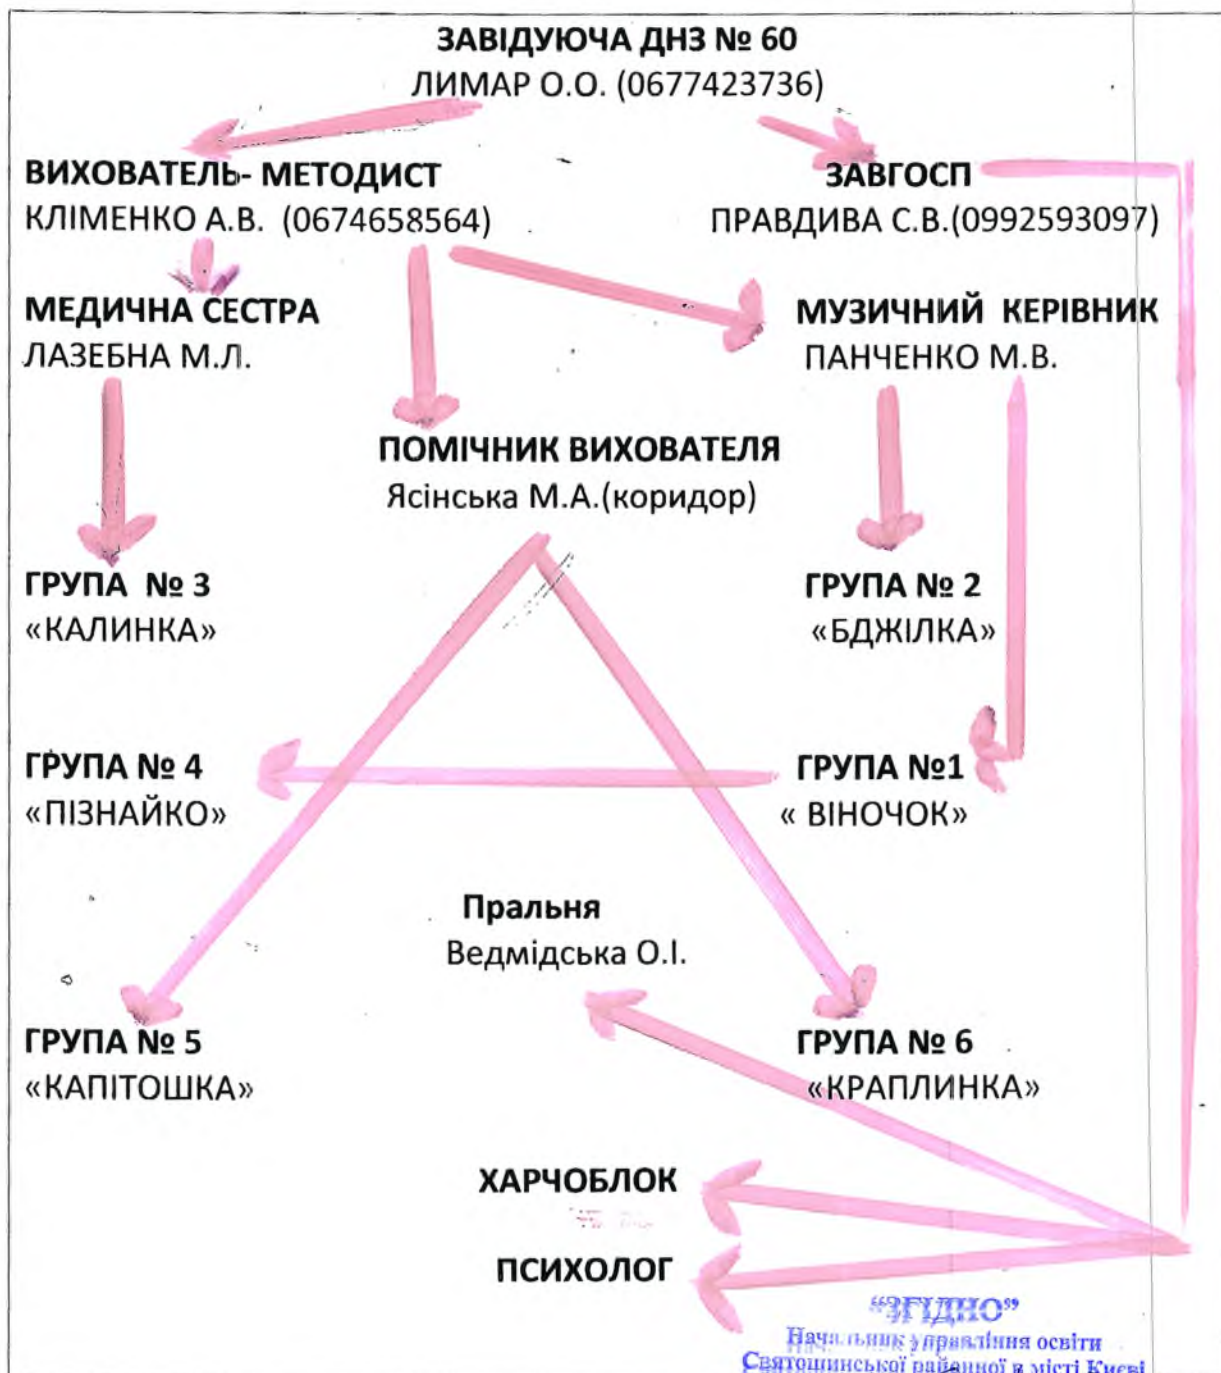 ЗАВІДУЮЧА ДНЗ № 60
ЛИМАР О.О. (0677423736)
ВИХОВАТЕЛЬ- МЕТОДИСТ
КЛІМЕНКО А.В. (0674658564)
ЗАВГОСП
ПРАВДИВА С.В.(0992593097)
МЕДИЧНА СЕСТРА
ЛАЗЕБНА М.Л.
МУЗИЧНИЙ КЕРІВНИК
ПАНЧЕНКО М.В.
ПОМІЧНИК ВИХОВАТЕЛЯ
Ясінська М.А.(коридор)
ГРУПА № 3
«КАЛИНКА»
ГРУПА № 2
«БДЖІЛКА»
ГРУПА № 4
«ПІЗНАЙКО»
ГРУПА №1
« ВІНОЧОК»
Пральня
Ведмідська О.І.
ГРУПА № 5
«КАПІТОШКА»
ГРУПА № 6
«КРАПЛИНКА»
ХАРЧОБЛОК
ПСИХОЛОГ
“ЗГІДНО”
Начальник управління освіти
Святошинської районної в місті Києві